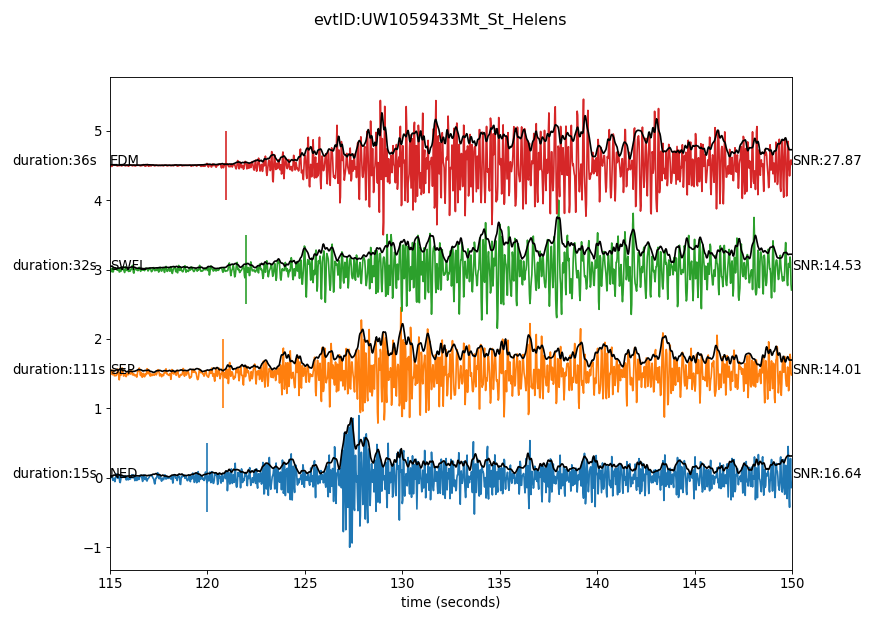 evtID:UW1059433Mt_St_Helens
5
duration:36s EDM SNR:27.87
4
duration:32s 3 SWFL SNR:14.53
2
duration:111s SEP SNR:14.01
1
duration:15s 0 NED SNR:16.64
−1
115 120 125 130 135 140 145 150
time (seconds)